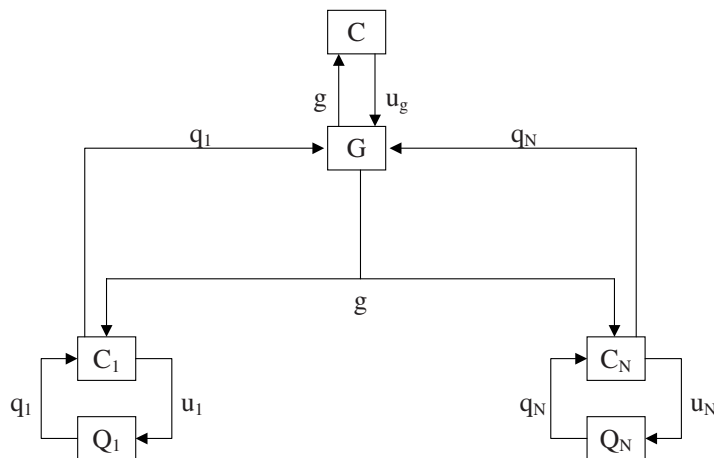 C
g u_g
q_1 G q_N
g
C_1 C_N
q_1 u_1 q_N u_N
Q_1 Q_N